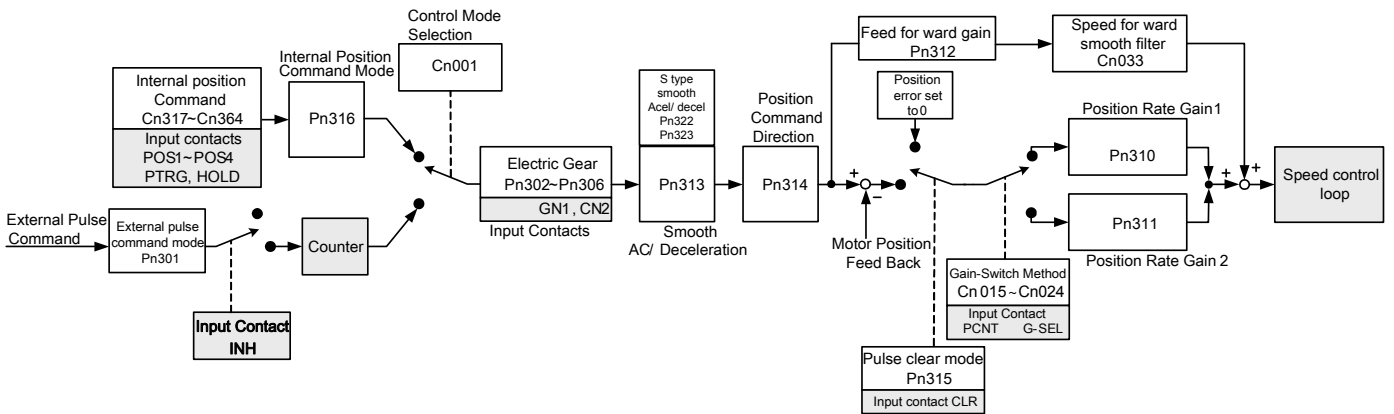 Control Mode
Selection
Cn001
Internal Position
Command Mode
Pn316
Internal position
Command
Cn317~Cn364
Input contacts
POS1~POS4
PTRG, HOLD
External Pulse
Command
External pulse
command mode
Pn301
Input Contact
INH
Counter
Electric Gear
Pn302~Pn306
GN1, CN2
Input Contacts
S type
smooth
Acel/ decel
Pn322
Pn323
Pn313
Smooth
AC/ Deceleration
Position
Command
Direction
Pn314
+
−
Motor Position
Feed Back
Position
error set
to 0
Feed for ward gain
Pn312
Speed for ward
smooth filter
Cn033
Position Rate Gain 1
Pn310
Pn311
Position Rate Gain 2
Gain-Switch Method
Cn 015 ~ Cn024
Input Contact
PCNT G-SEL
Pulse clear mode
Pn315
Input contact CLR
+
+
Speed control
loop